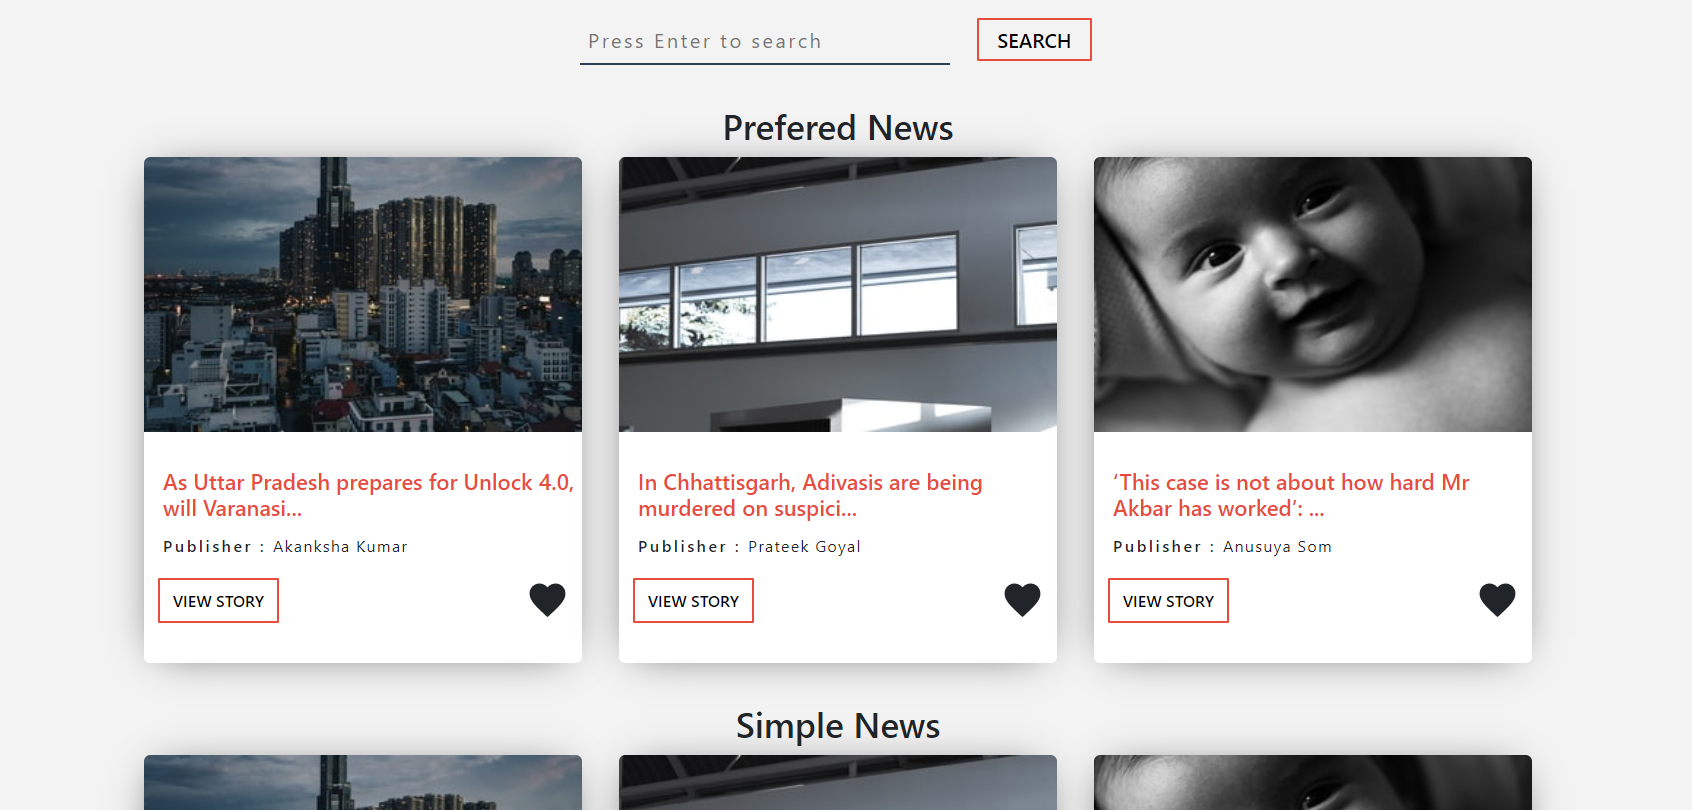 Press Enter to search
SEARCH
Prefered News
As Uttar Pradesh prepares for Unlock 4.0,
will Varanasi...
Publisher : Akanksha Kumar
VIEW STORY
In Chhattisgarh, Adivasis are being
murdered on suspici...
Publisher : Prateek Goyal
VIEW STORY
‘This case is not about how hard Mr
Akbar has worked’: ...
Publisher : Anusuya Som
VIEW STORY
Simple News